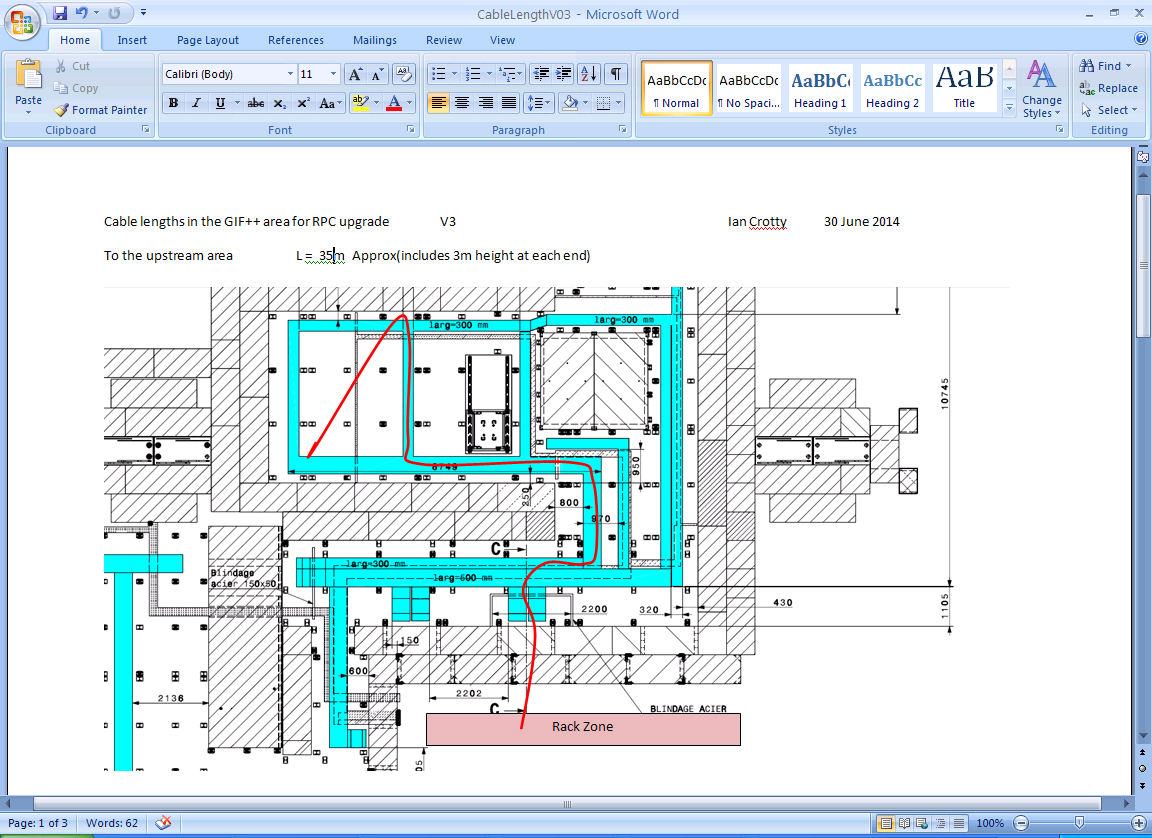 CableLengthV03 - Microsoft Word
Home Insert Page Layout References Mailings Review View
Paste
Cut
Copy
Format Painter
Clipboard
Calibri (Body) 11
B I U abc x₂ x² Aa
Font
Paragraph
AaBbCcDc AaBbCcDc AaBbC AaBbCc AaB
¶ Normal ¶ No Spaci... Heading 1 Heading 2 Title
Change Styles
Styles
Find
Replace
Select
Editing
Cable lengths in the GIF++ area for RPC upgrade V3 Ian Crotty 30 June 2014
To the upstream area L = 35m Approx(includes 3m height at each end)
larg=300 mm
larg=300 mm
10745
6749
950
250
800
970
C
larg=300 mm
larg=600 mm
Blindage
acier 150x50
2200
320
430
1105
150
600
2136
2202
C
BLINDAGE ACIER
Rack Zone
Page: 1 of 3 Words: 62 100%